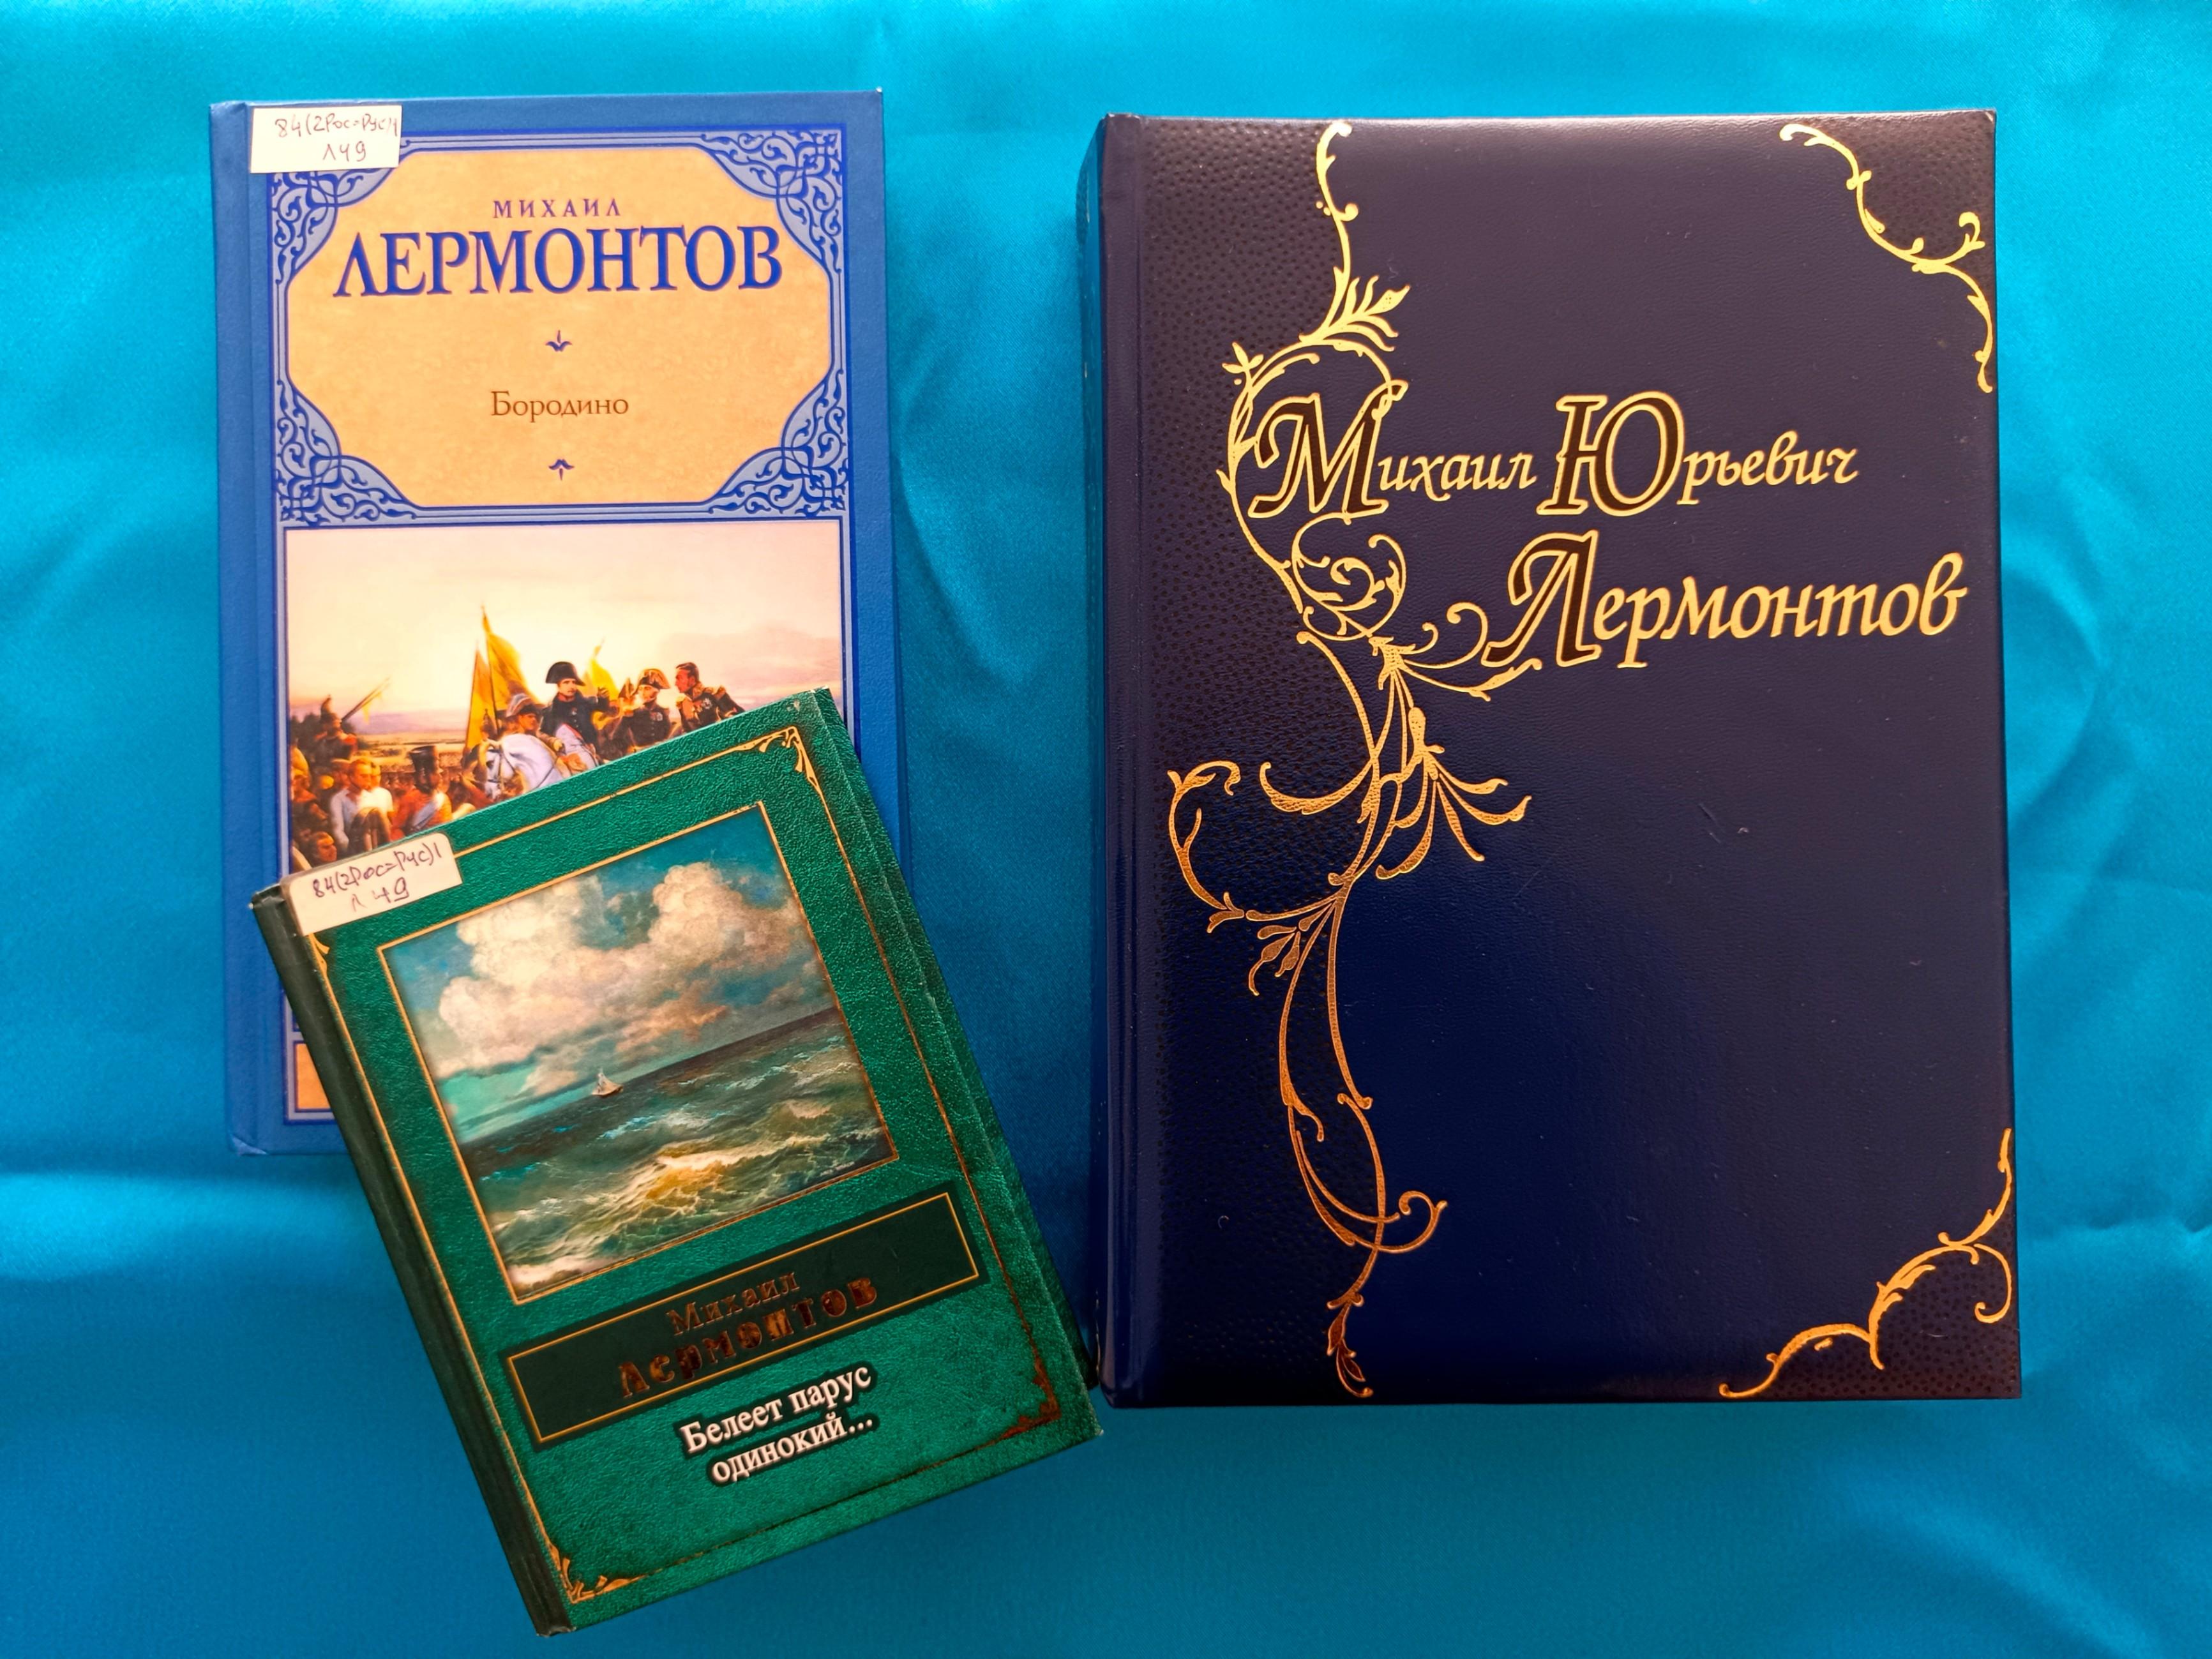 84(2Рос=Рус)1
Л49
МИХАИЛ
ЛЕРМОНТОВ
Бородино
84(2Рос=Рус)1
Л49
Михаил
Лермонтов
Белеет парус
одинокий...
Михаил Юрьевич
Лермонтов